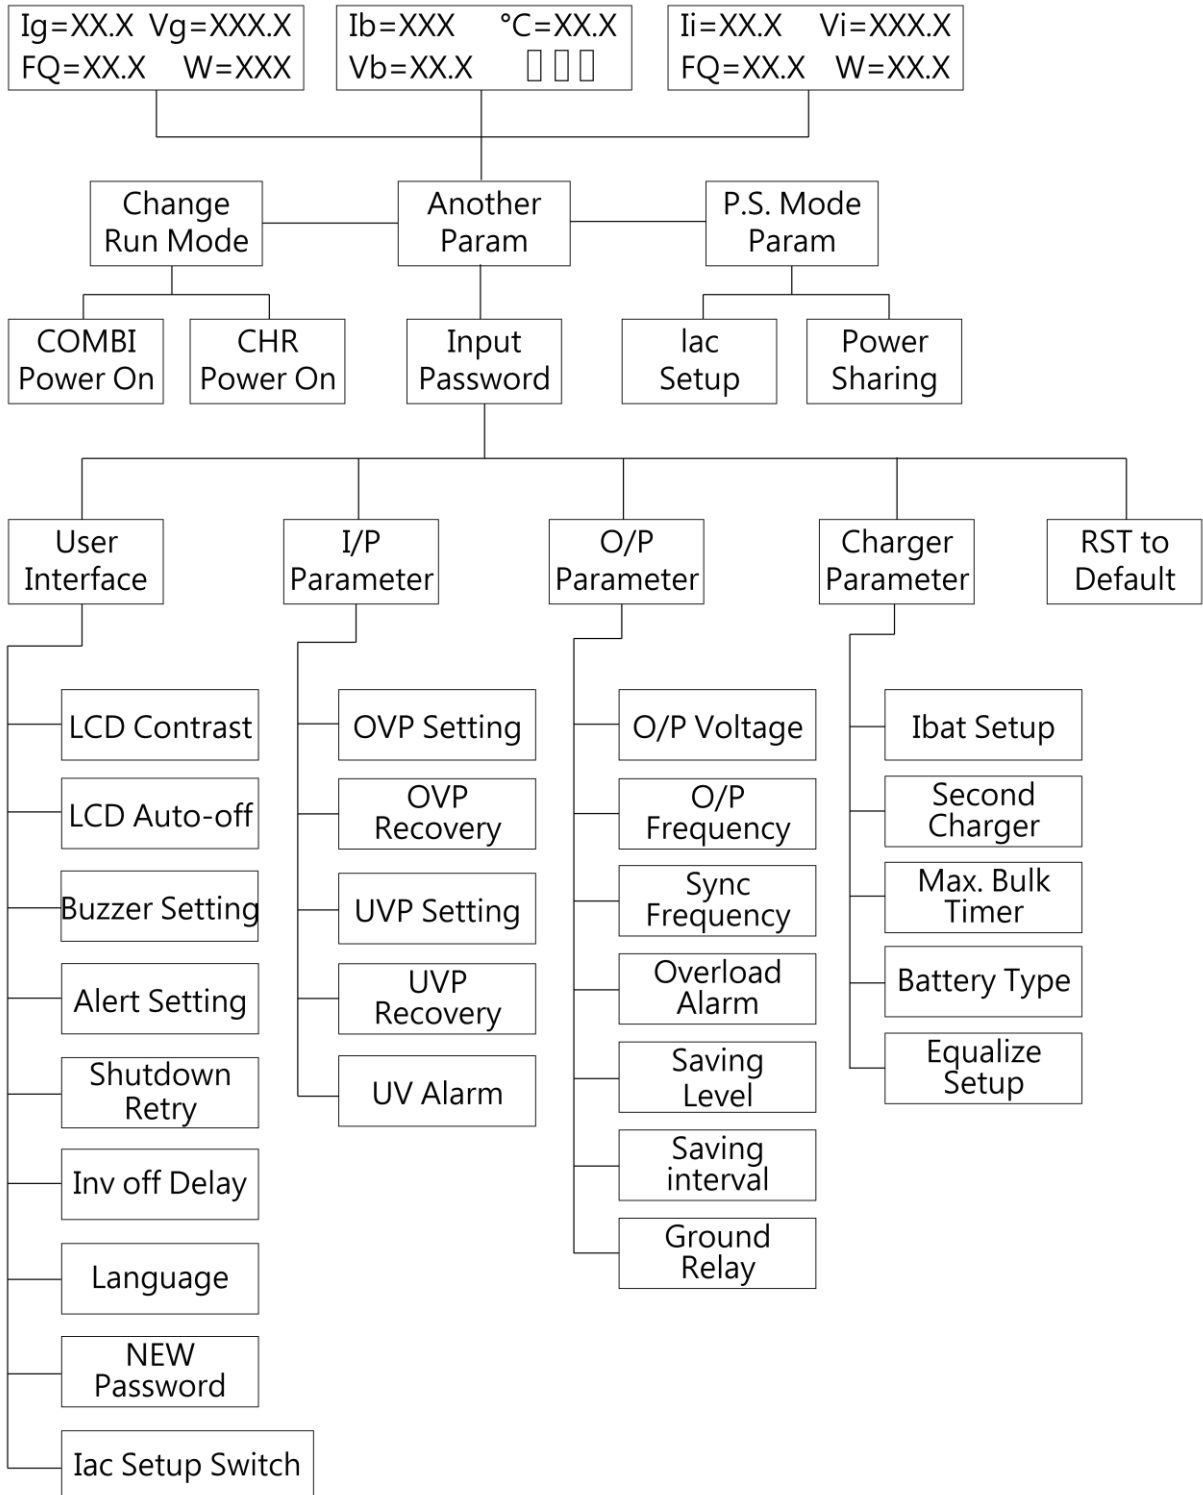 Ig=XX.X Vg=XXX.X
FQ=XX.X W=XXX
Ib=XXX °C=XX.X
Vb=XX.X
Ii=XX.X Vi=XXX.X
FQ=XX.X W=XX.X
Change
Run Mode
Another
Param
P.S. Mode
Param
COMBI
Power On
CHR
Power On
Input
Password
Iac
Setup
Power
Sharing
User
Interface
I/P
Parameter
O/P
Parameter
Charger
Parameter
RST to
Default
LCD Contrast
LCD Auto-off
Buzzer Setting
Alert Setting
Shutdown
Retry
Inv off Delay
Language
NEW
Password
Iac Setup Switch
OVP Setting
OVP
Recovery
UVP Setting
UVP
Recovery
UV Alarm
O/P Voltage
O/P
Frequency
Sync
Frequency
Overload
Alarm
Saving
Level
Saving
interval
Ground
Relay
Ibat Setup
Second
Charger
Max. Bulk
Timer
Battery Type
Equalize
Setup